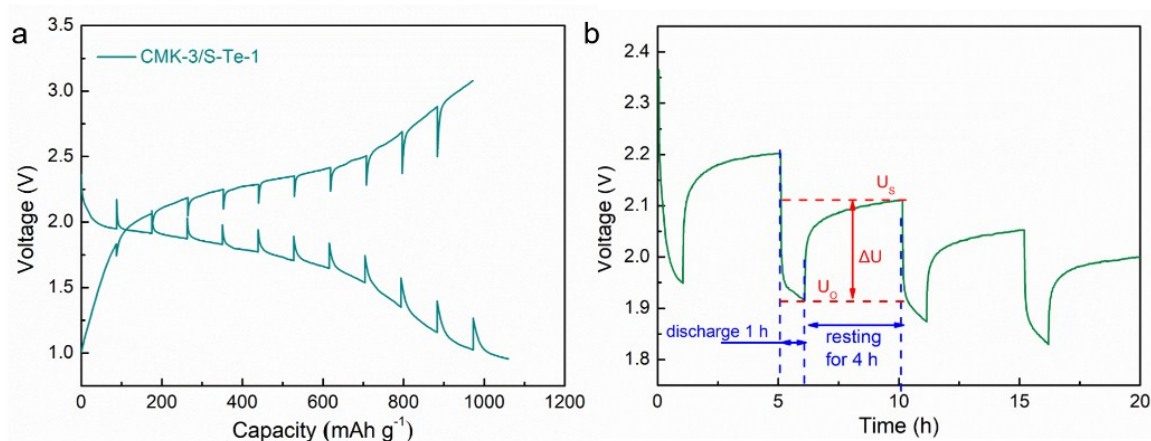 a
CMK-3/S-Te-1
Voltage (V)
3.5
3.0
2.5
2.0
1.5
1.0
0 200 400 600 800 1000 1200
Capacity (mAh g⁻¹)
b
Voltage (V)
2.4
2.3
2.2
2.1
2.0
1.9
1.8
Uₛ
ΔU
U₀
discharge 1 h
resting
for 4 h
0 5 10 15 20
Time (h)